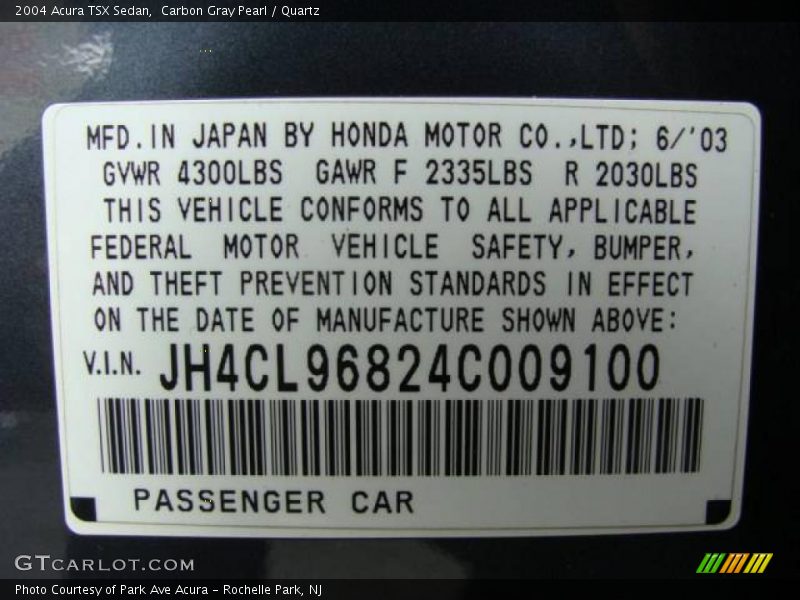 2004 Acura TSX Sedan,  Carbon Gray Pearl / Quartz
MFD. IN JAPAN BY HONDA MOTOR CO.,LTD; 6/'03
GVWR 4300LBS GAWR F 2335LBS R 2030LBS
THIS VEHICLE CONFORMS TO ALL APPLICABLE
FEDERAL MOTOR VEHICLE SAFETY, BUMPER,
AND THEFT PREVENTION STANDARDS IN EFFECT
ON THE DATE OF MANUFACTURE SHOWN ABOVE:
V.I.N. JH4CL96824C009100
PASSENGER CAR
GTCARLOT.COM
Photo Courtesy of Park Ave Acura - Rochelle Park, NJ